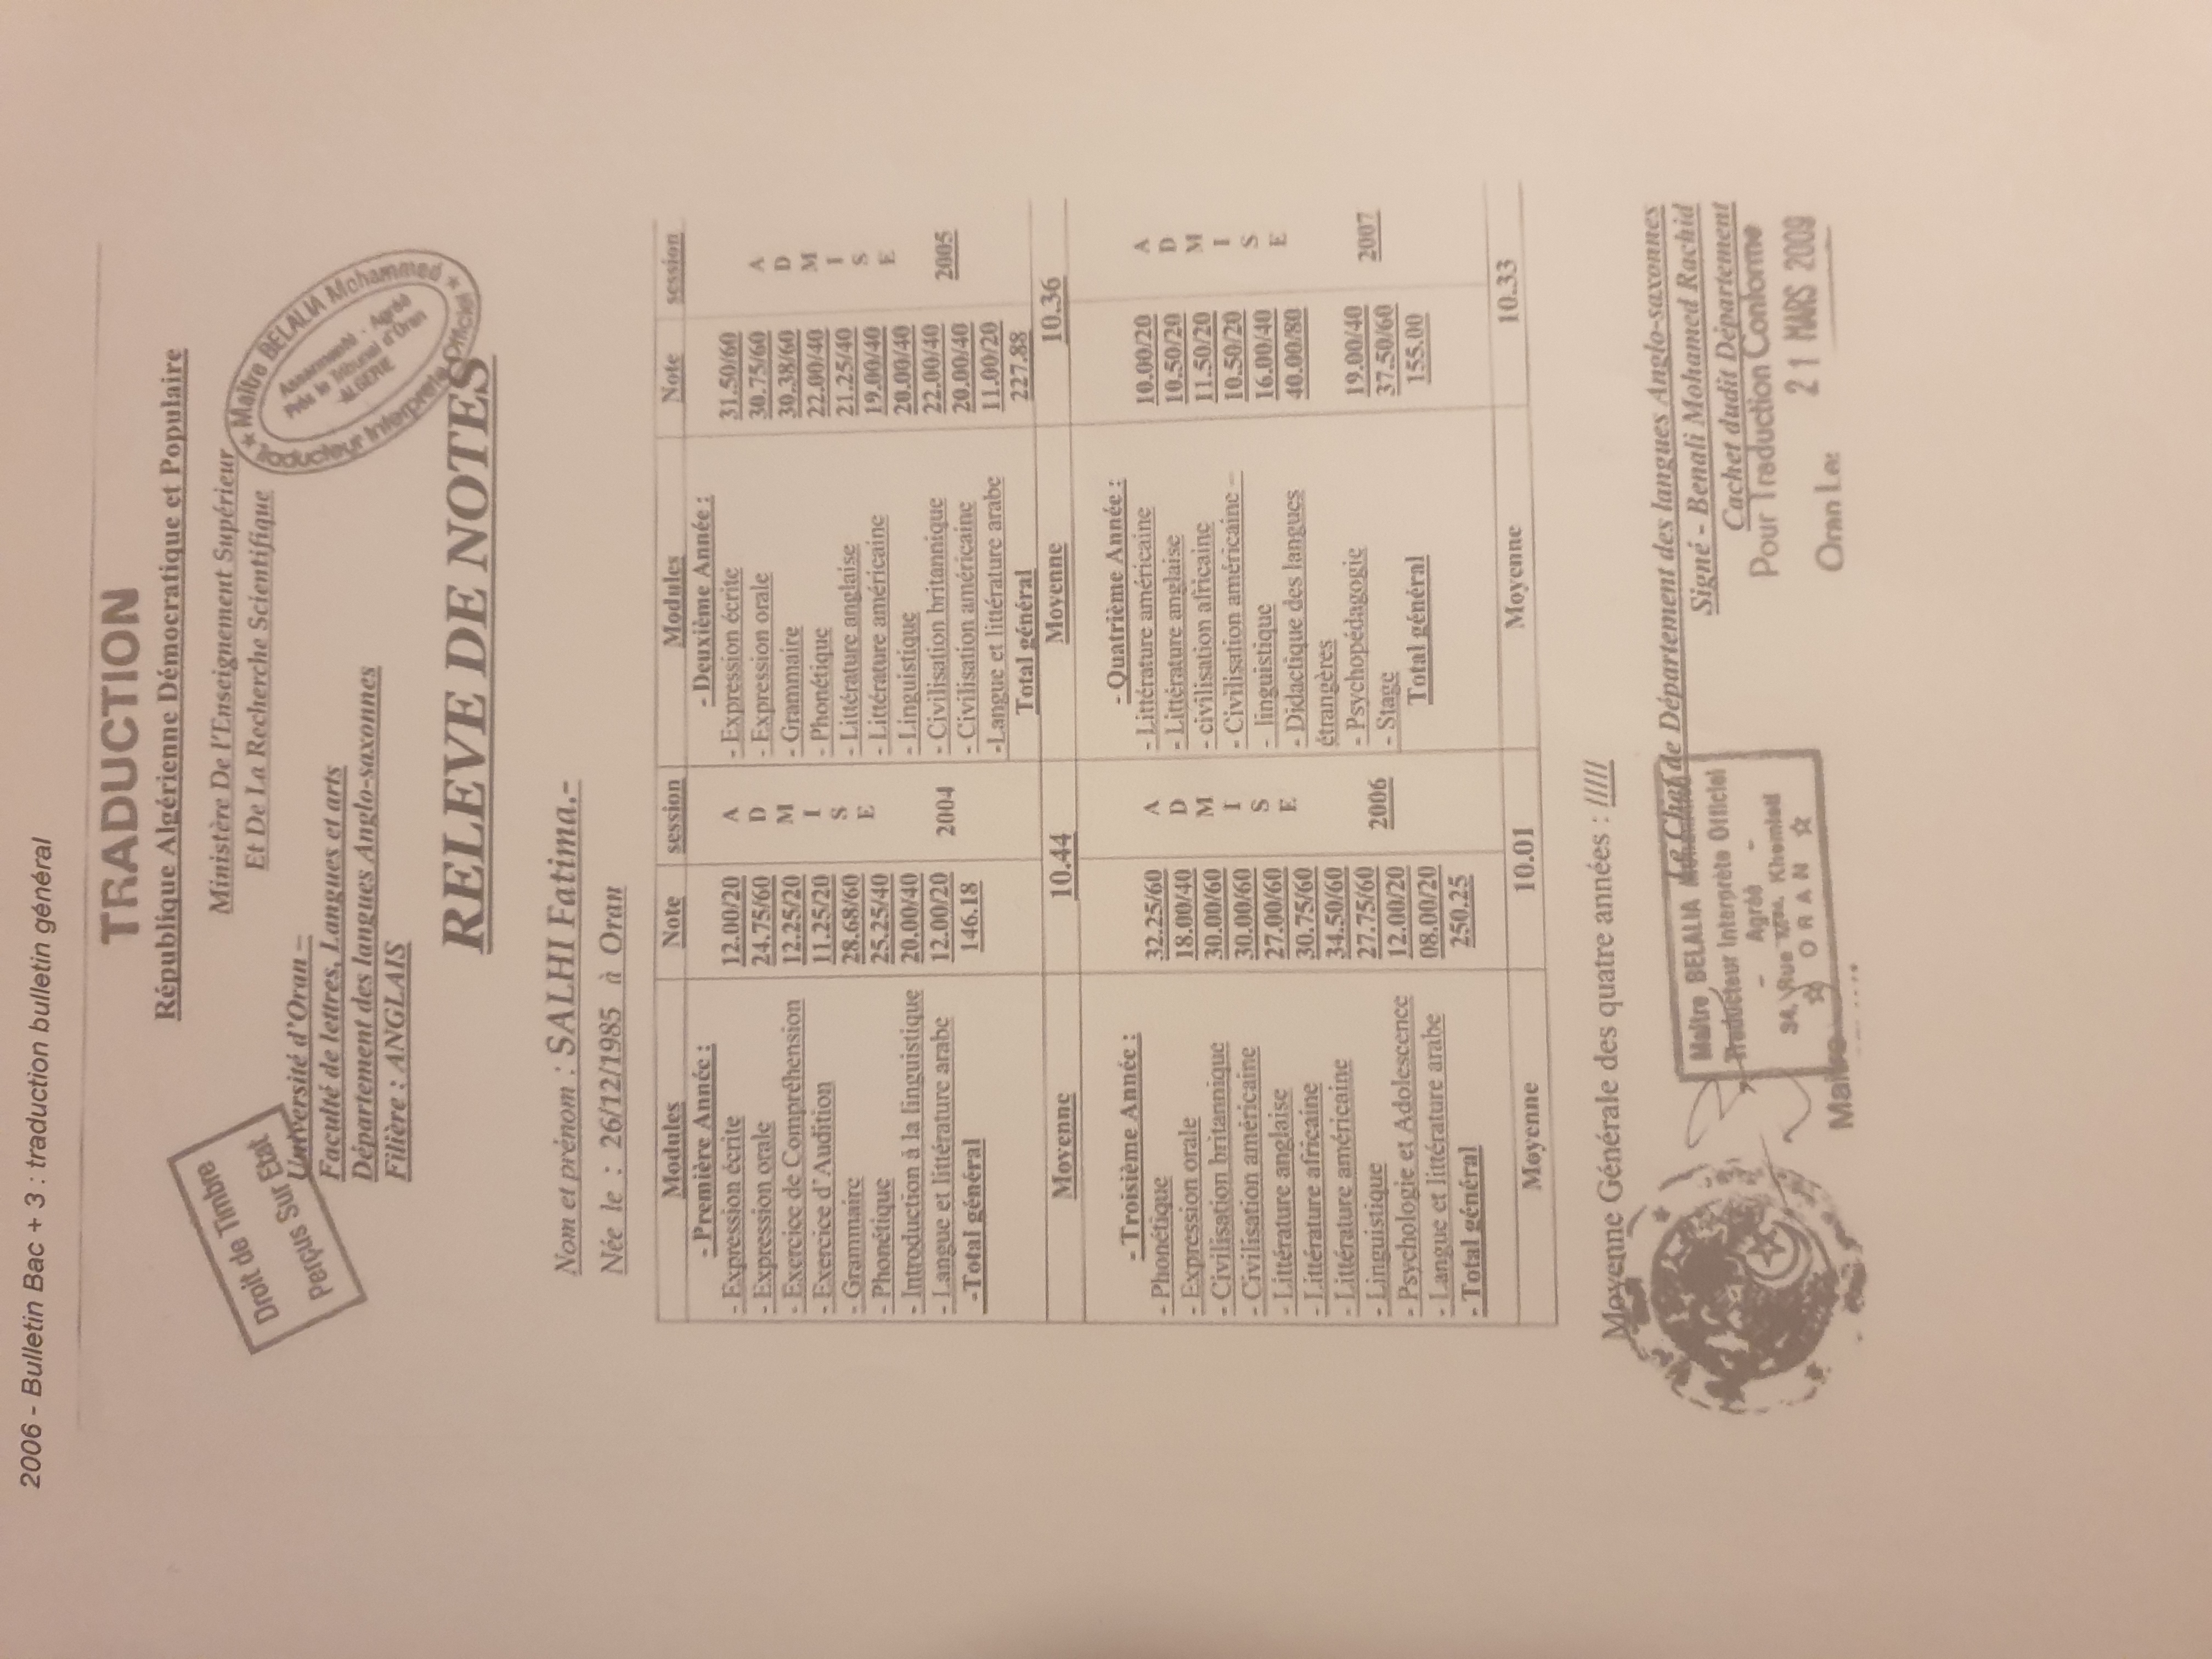 2006 - Bulletin Bac + 3 : traduction bulletin général
TRADUCTION
République Algérienne Démocratique et Populaire
Ministère De l'Enseignement Supérieur
Et De La Recherche Scientifique
Droit de Timbre
Perçus Sur Etat
Maître BELALIA Mohammed
Traducteur Interprète Officiel
Assermenté - Agréé
Près le Tribunal d'Oran
ALGERIE
Université d'Oran –
Faculté de lettres, Langues et arts
Département des langues Anglo-saxonnes
Filière : ANGLAIS
RELEVE DE NOTES
Nom et prénom : SALHI Fatima.-
Née le : 26/12/1985 à Oran
Modules Note session
- Première Année :
- Expression écrite 12.00/20
- Expression orale 24.75/60
- Exercice de Compréhension 12.25/20
- Exercice d'Audition 11.25/20
- Grammaire 28.68/60
- Phonétique 25.25/40
- Introduction à la linguistique 20.00/40
- Langue et littérature arabe 12.00/20
-Total général 146.18
A
D
M
I
S
E
2004
Moyenne 10.44
Modules Note session
- Deuxième Année :
- Expression écrite 31.50/60
- Expression orale 30.75/60
- Grammaire 30.38/60
- Phonétique 22.00/40
- Littérature anglaise 21.25/40
- Littérature américaine 19.00/40
- Linguistique 20.00/40
- Civilisation britannique 22.00/40
- Civilisation américaine 20.00/40
-Langue et littérature arabe 11.00/20
Total général 227.88
A
D
M
I
S
E
2005
Moyenne 10.36
- Troisième Année :
- Phonétique 32.25/60
- Expression orale 18.00/40
- Civilisation britannique 30.00/60
- Civilisation américaine 30.00/60
- Littérature anglaise 27.00/60
- Littérature africaine 30.75/60
- Littérature américaine 34.50/60
- Linguistique 27.75/60
- Psychologie et Adolescence 12.00/20
- Langue et littérature arabe 08.00/20
- Total général 250.25
A
D
M
I
S
E
2006
Moyenne 10.01
- Quatrième Année :
- Littérature américaine 10.00/20
- Littérature anglaise 10.50/20
- civilisation africaine 11.50/20
- Civilisation américaine – 10.50/20
- linguistique 16.00/40
- Didactique des langues 40.00/80
étrangères
- Psychopédagogie 19.00/40
- Stage 37.50/60
Total général 155.00
A
D
M
I
S
E
2007
Moyenne 10.33
Moyenne Générale des quatre années : /////
Le Chef de Département des langues Anglo-saxonnes
Signé - Benali Mohamed Rachid
Cachet dudit Département
Maître BELALIA
Traducteur Interprète Officiel
- Agréé -
34, Rue Khemisti
☆ ORAN ☆
Maître
Pour Traduction Conforme
Oran Le: 21 MARS 2009